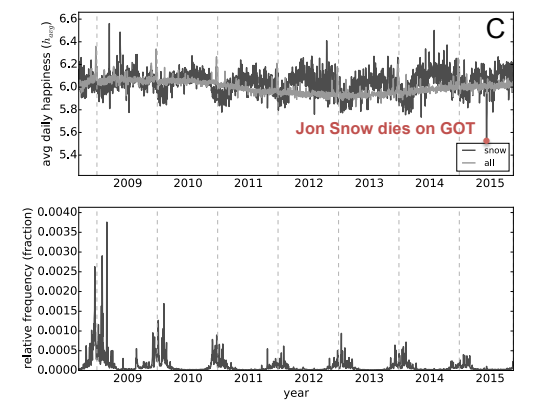 C
avg daily happiness (h_avg)
6.6
6.4
6.2
6.0
5.8
5.6
5.4
Jon Snow dies on GOT
snow
all
2009 2010 2011 2012 2013 2014 2015
relative frequency (fraction)
0.0040
0.0035
0.0030
0.0025
0.0020
0.0015
0.0010
0.0005
0.0000
2009 2010 2011 2012 2013 2014 2015
year